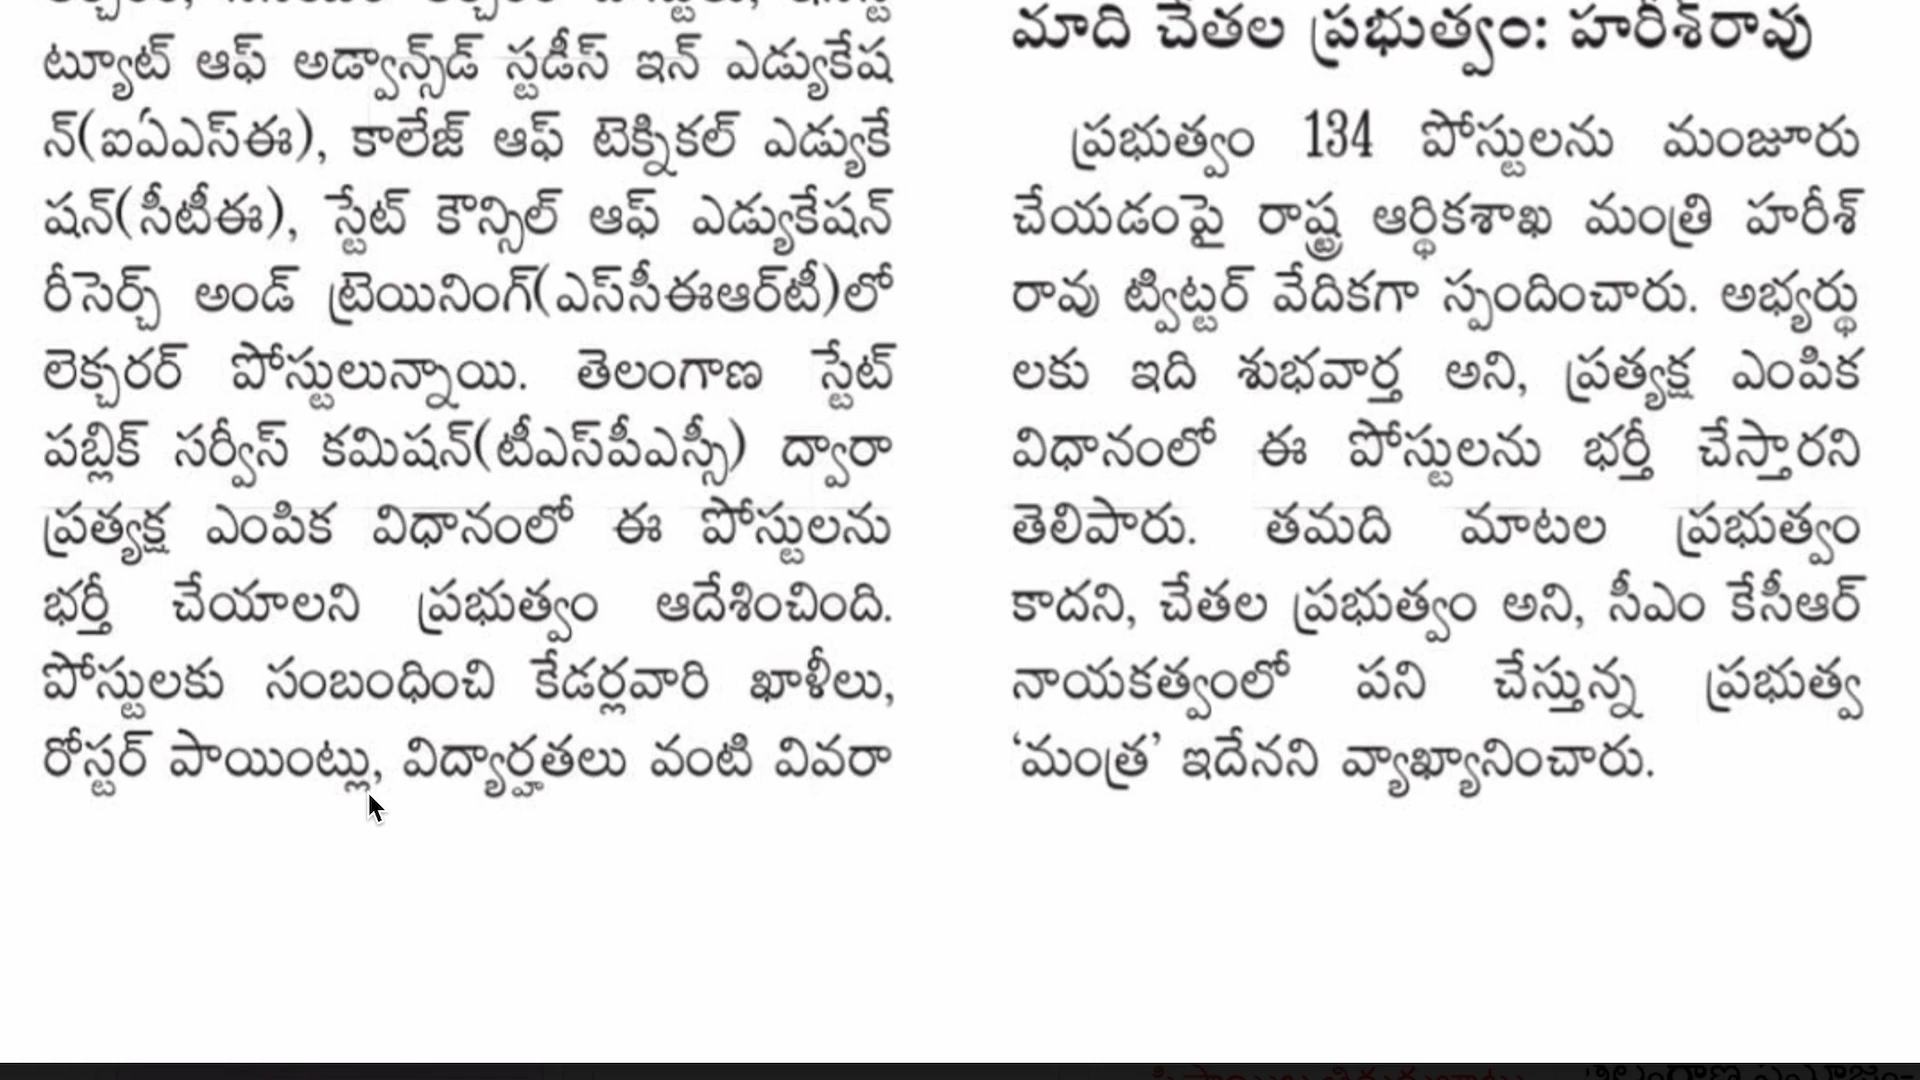 ట్యూట్ ఆఫ్ అడ్వాన్స్‌డ్ స్టడీస్ ఇన్ ఎడ్యుకేష
న్(ఐఏఎస్ఈ), కాలేజ్ ఆఫ్ టెక్నికల్ ఎడ్యుకే
షన్(సీటీఈ), స్టేట్ కౌన్సిల్ ఆఫ్ ఎడ్యుకేషన్
రీసెర్చ్ అండ్ ట్రెయినింగ్(ఎస్‌సీఈఆర్‌టీ)లో
లెక్చరర్ పోస్టులున్నాయి. తెలంగాణ స్టేట్
పబ్లిక్ సర్వీస్ కమిషన్(టీఎస్‌పీఎస్సీ) ద్వారా
ప్రత్యక్ష ఎంపిక విధానంలో ఈ పోస్టులను
భర్తీ చేయాలని ప్రభుత్వం ఆదేశించింది.
పోస్టులకు సంబంధించి కేడర్లవారి ఖాళీలు,
రోస్టర్ పాయింట్లు, విద్యార్హతలు వంటి వివరా
మాది చేతల ప్రభుత్వం: హరీశ్‌రావు
ప్రభుత్వం 134 పోస్టులను మంజూరు
చేయడంపై రాష్ట్ర ఆర్థికశాఖ మంత్రి హరీశ్
రావు ట్విట్టర్ వేదికగా స్పందించారు. అభ్యర్థు
లకు ఇది శుభవార్త అని, ప్రత్యక్ష ఎంపిక
విధానంలో ఈ పోస్టులను భర్తీ చేస్తారని
తెలిపారు. తమది మాటల ప్రభుత్వం
కాదని, చేతల ప్రభుత్వం అని, సీఎం కేసీఆర్
నాయకత్వంలో పని చేస్తున్న ప్రభుత్వ
‘మంత్ర’ ఇదేనని వ్యాఖ్యానించారు.